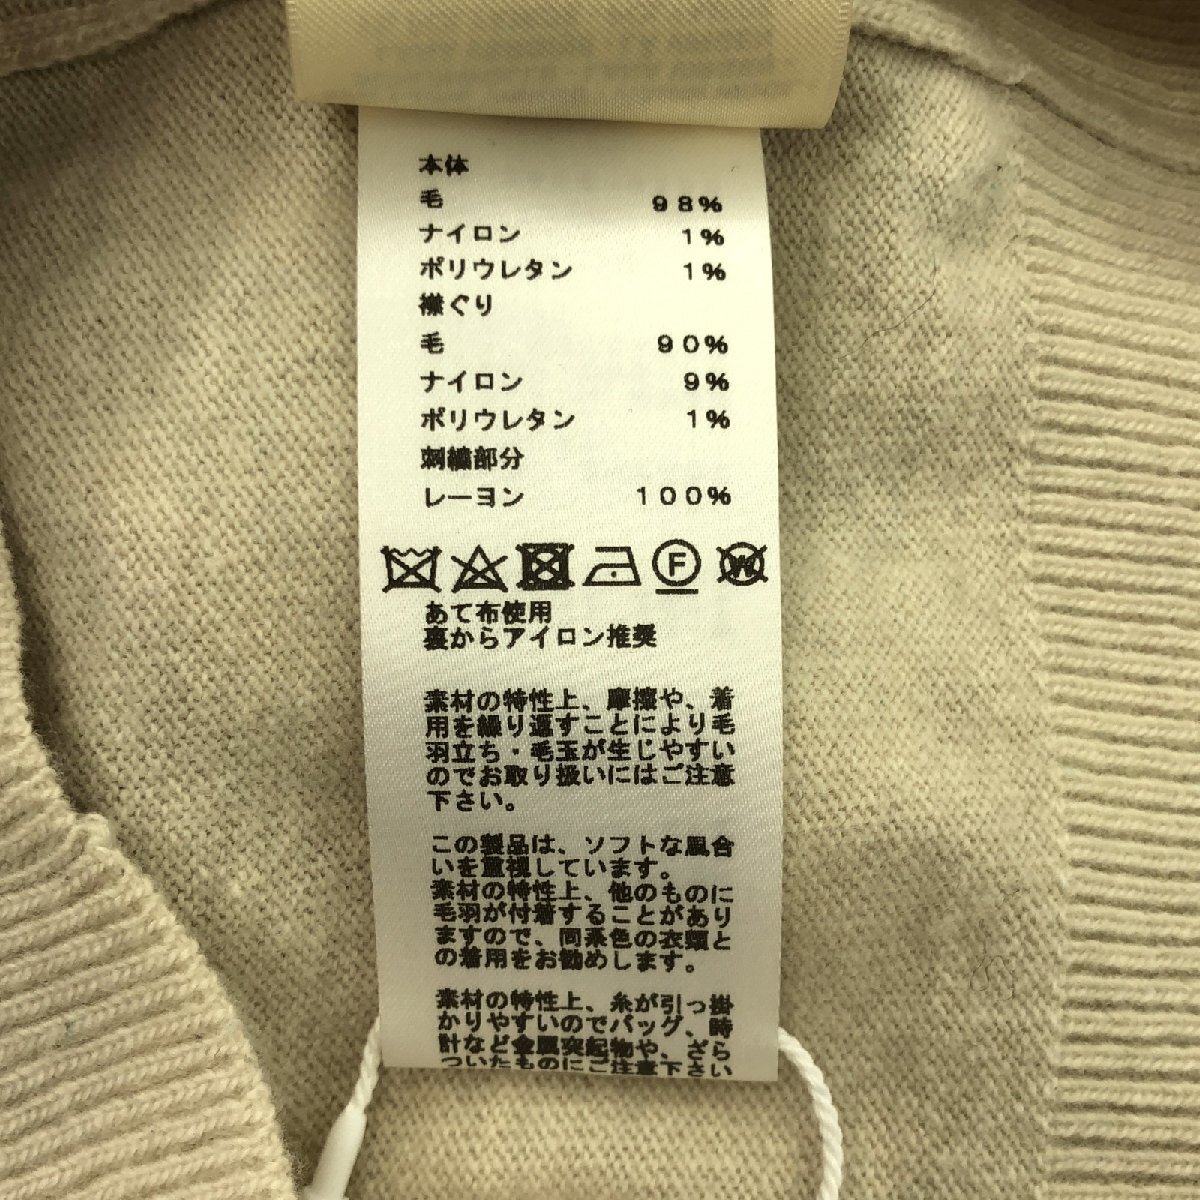 本体
毛 98%
ナイロン 1%
ポリウレタン 1%
襟ぐり
毛 90%
ナイロン 9%
ポリウレタン 1%
刺繍部分
レーヨン 100%
F W
あて布使用
裏からアイロン推奨
素材の特性上、摩擦や、着
用を繰り返すことにより毛
羽立ち・毛玉が生じやすい
のでお取り扱いにはご注意
下さい。
この製品は、ソフトな風合
いを重視しています。
素材の特性上、他のものに
毛羽が付着することがあり
ますので、同系色の衣類と
の着用をお勧めします。
素材の特性上、糸が引っ掛
かりやすいのでバッグ、時
計など金属突起物や、ざら
ついたものにご注意下さい